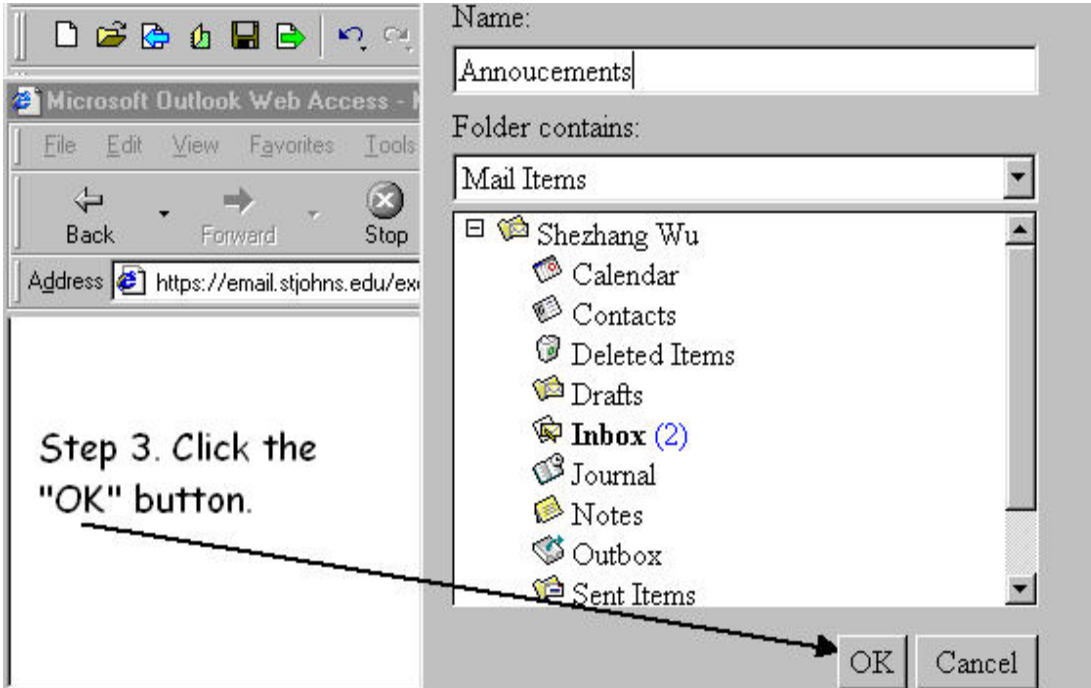 Microsoft Outlook Web Access -
File Edit View Favorites Tools
Back Forward Stop
Address https://email.stjohns.edu/exc
Step 3. Click the
"OK" button.
Name:
Annoucements
Folder contains:
Mail Items
Shezhang Wu
Calendar
Contacts
Deleted Items
Drafts
Inbox (2)
Journal
Notes
Outbox
Sent Items
OK Cancel